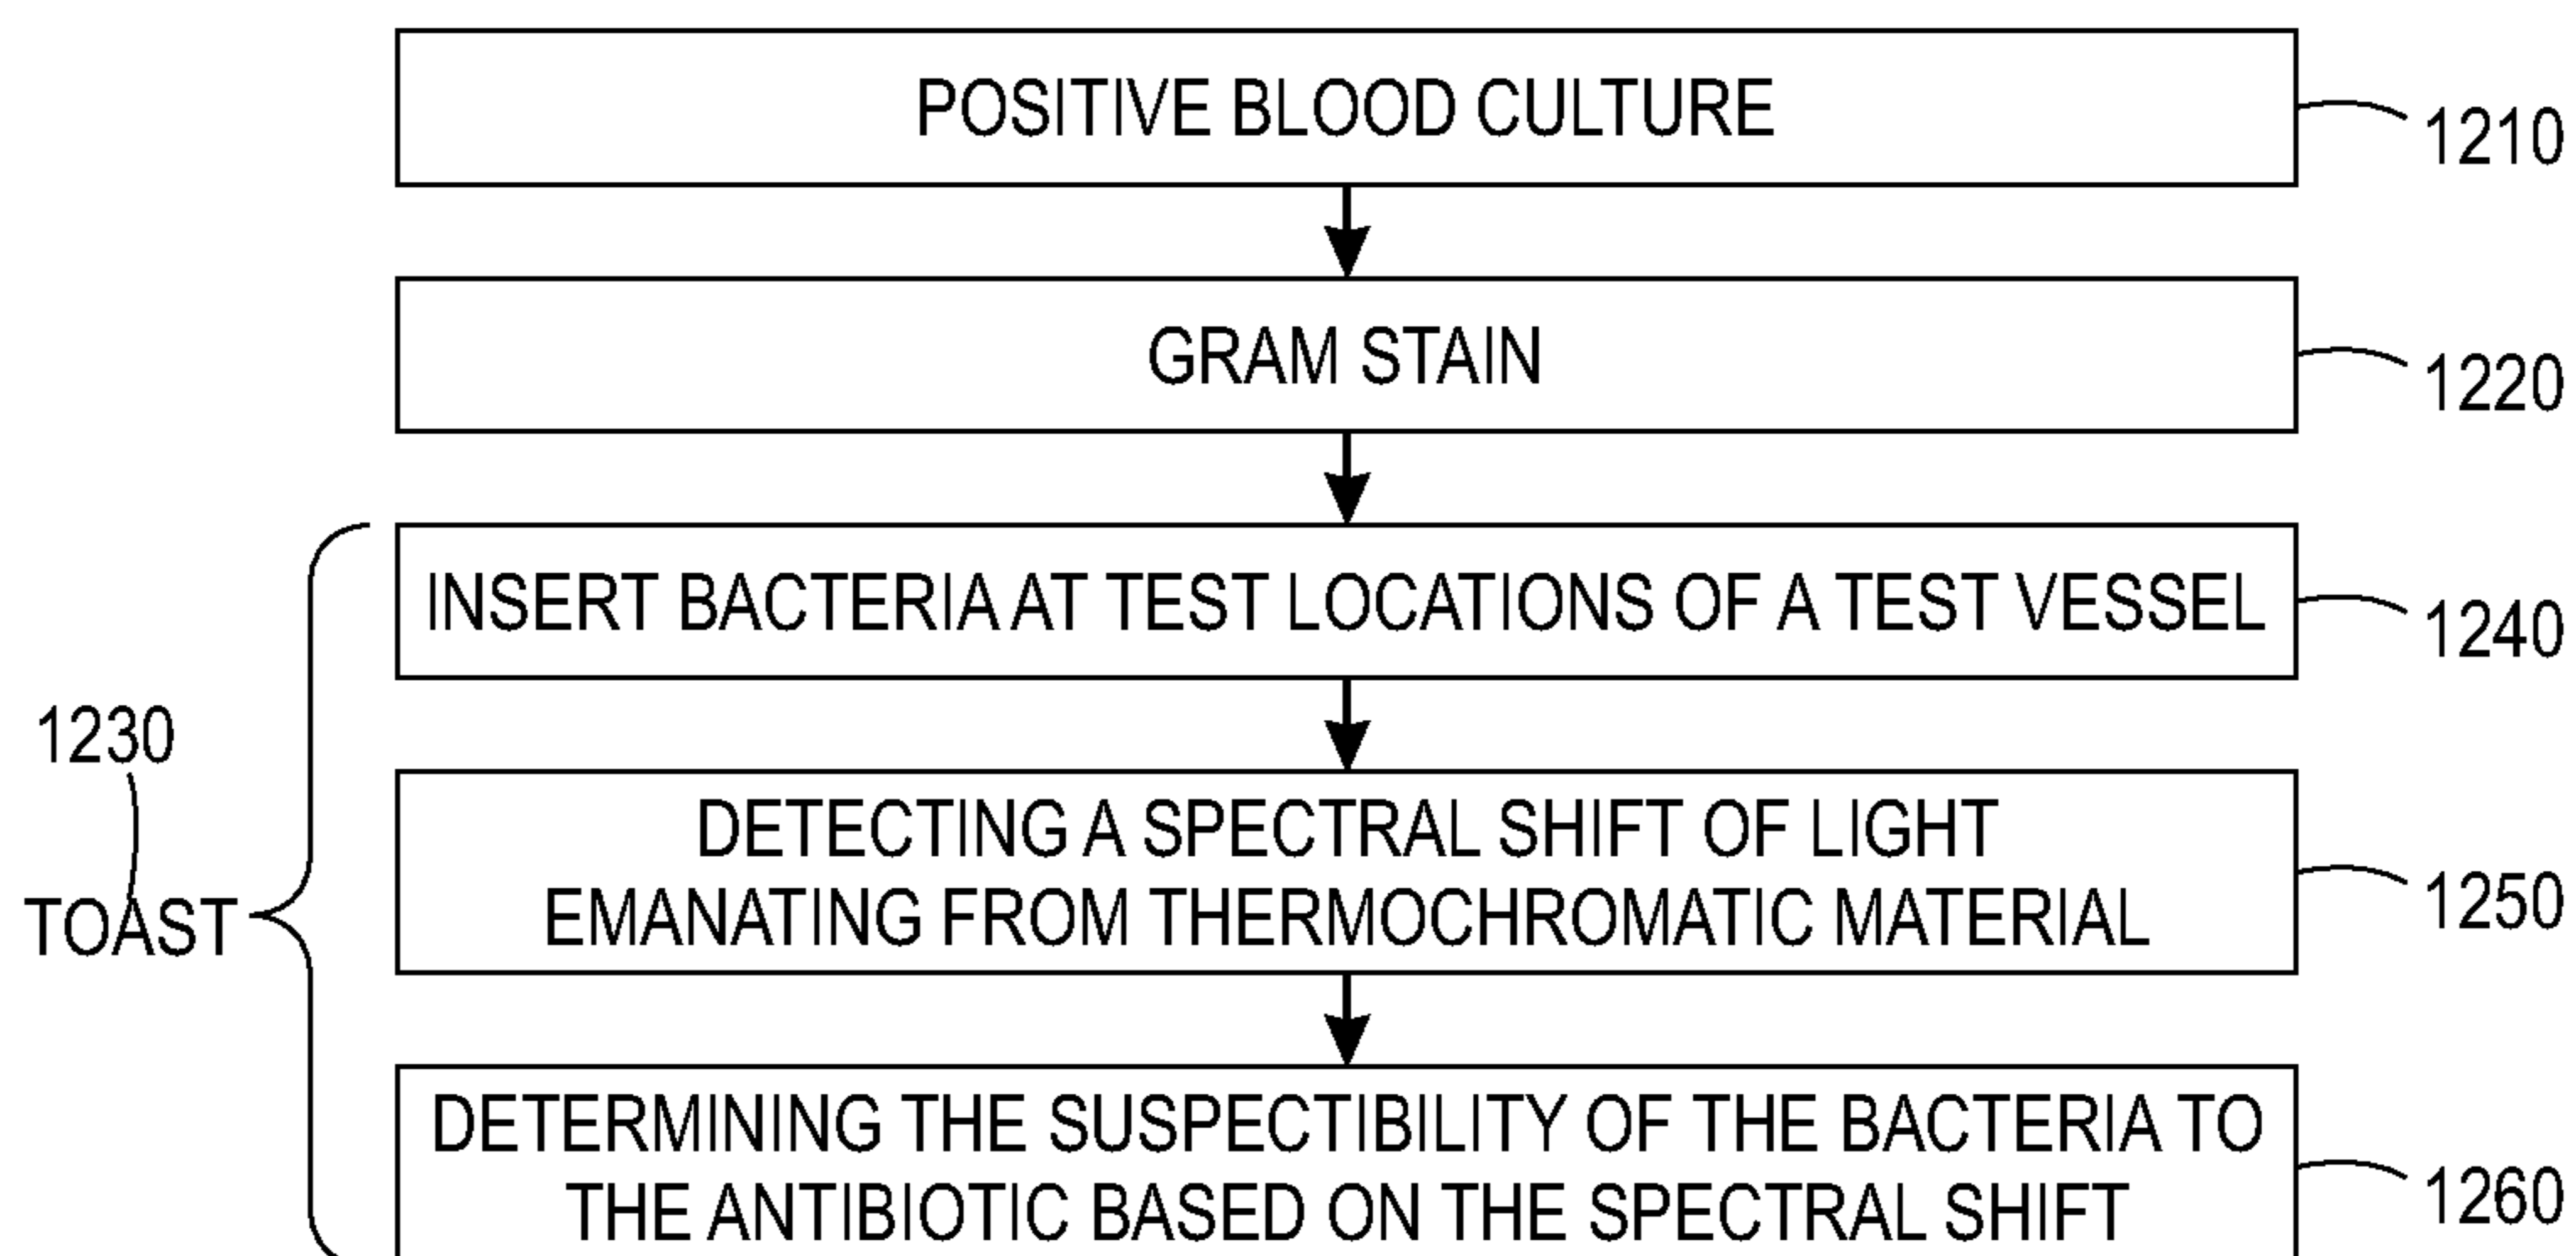 POSITIVE BLOOD CULTURE
1210
GRAM STAIN
1220
INSERT BACTERIA AT TEST LOCATIONS OF A TEST VESSEL
1240
1230
TOAST
DETECTING A SPECTRAL SHIFT OF LIGHT
EMANATING FROM THERMOCHROMATIC MATERIAL
1250
DETERMINING THE SUSPECTIBILITY OF THE BACTERIA TO
THE ANTIBIOTIC BASED ON THE SPECTRAL SHIFT
1260